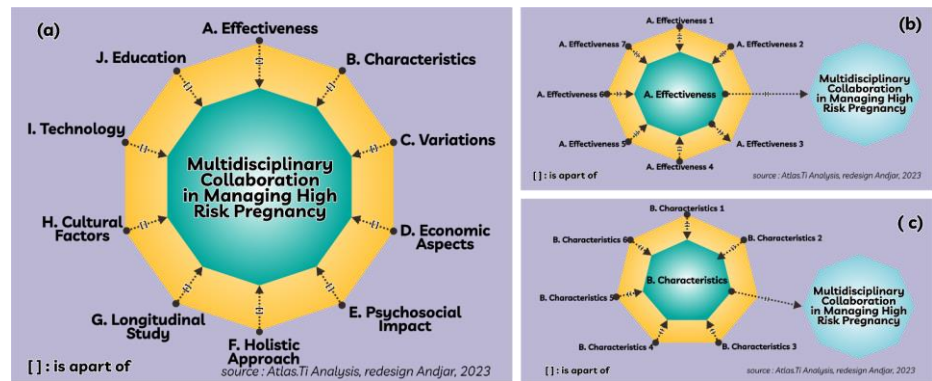 (a)
A. Effectiveness
J. Education
B. Characteristics
I. Technology
C. Variations
Multidisciplinary
Collaboration
in Managing High
Risk Pregnancy
H. Cultural
Factors
D. Economic
Aspects
G. Longitudinal
Study
E. Psychosocial
Impact
F. Holistic
Approach
[ ] : is apart of
source : Atlas.Ti Analysis, redesign Andjar, 2023
(b)
A. Effectiveness 1
A. Effectiveness 7
A. Effectiveness 2
A. Effectiveness 6
A. Effectiveness
A. Effectiveness 5
A. Effectiveness 3
A. Effectiveness 4
Multidisciplinary
Collaboration
in Managing High
Risk Pregnancy
[ ] : is apart of
source : Atlas.Ti Analysis, redesign Andjar, 2023
( c)
B. Characteristics 1
B. Characteristics 6
B. Characteristics 2
B. Characteristics
B. Characteristics 5
B. Characteristics 4
B. Characteristics 3
Multidisciplinary
Collaboration
in Managing High
Risk Pregnancy
[ ] : is apart of
source : Atlas.Ti Analysis, redesign Andjar, 2023